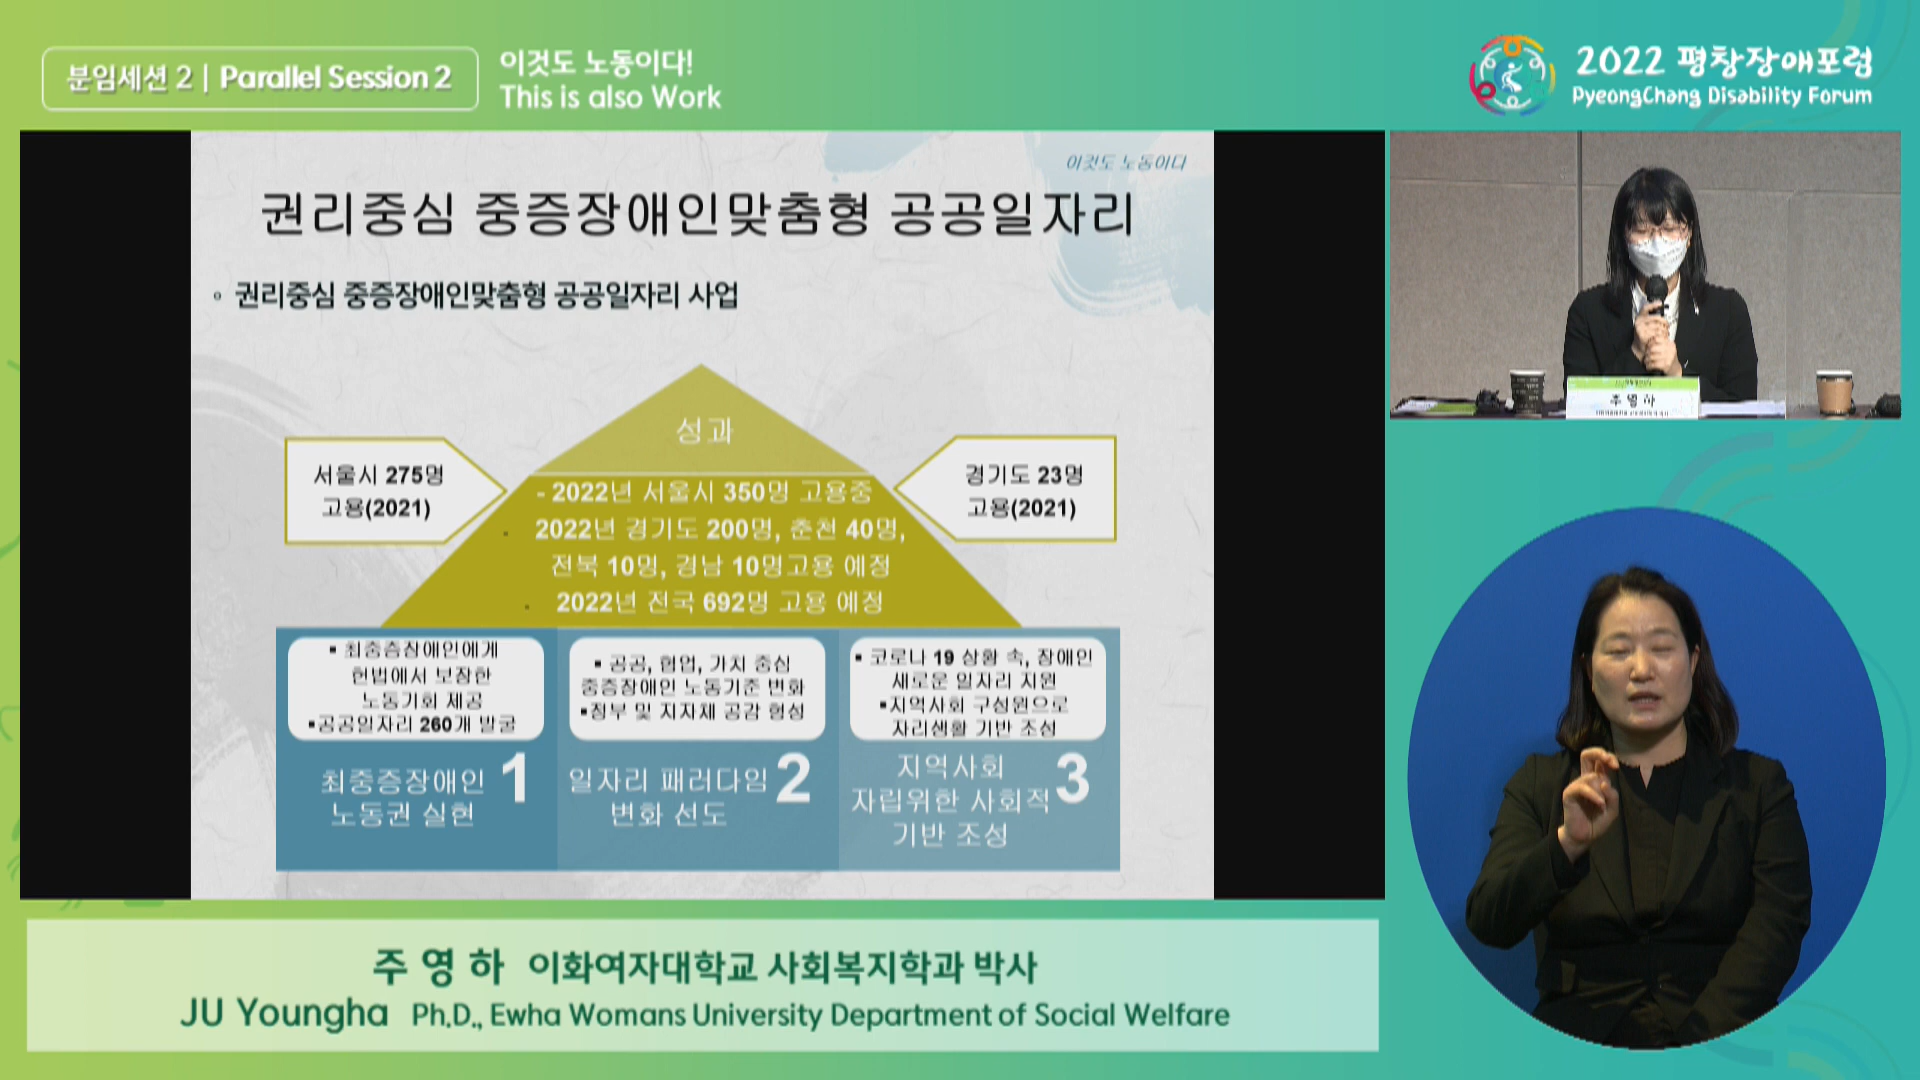 분임세션 2 | Parallel Session 2
이것도 노동이다!
This is also Work
2022 평창장애포럼
PyeongChang Disability Forum
이것도 노동이다
권리중심 중증장애인맞춤형 공공일자리
◦ 권리중심 중증장애인맞춤형 공공일자리 사업
성과
서울시 275명
고용(2021)
경기도 23명
고용(2021)
- 2022년 서울시 350명 고용중
2022년 경기도 200명, 춘천 40명,
전북 10명, 경남 10명고용 예정
2022년 전국 692명 고용 예정
▪ 최중증장애인에게
헌법에서 보장한
노동기회 제공
▪공공일자리 260개 발굴
1
최중증장애인
노동권 실현
▪ 공공, 협업, 가치 중심
중증장애인 노동기준 변화
▪정부 및 지자체 공감 형성
2
일자리 패러다임
변화 선도
▪ 코로나 19 상황 속, 장애인
새로운 일자리 지원
▪지역사회 구성원으로
자리생활 기반 조성
3
지역사회
자립위한 사회적
기반 조성
주영하
주 영 하 이화여자대학교 사회복지학과 박사
JU Youngha Ph.D., Ewha Womans University Department of Social Welfare